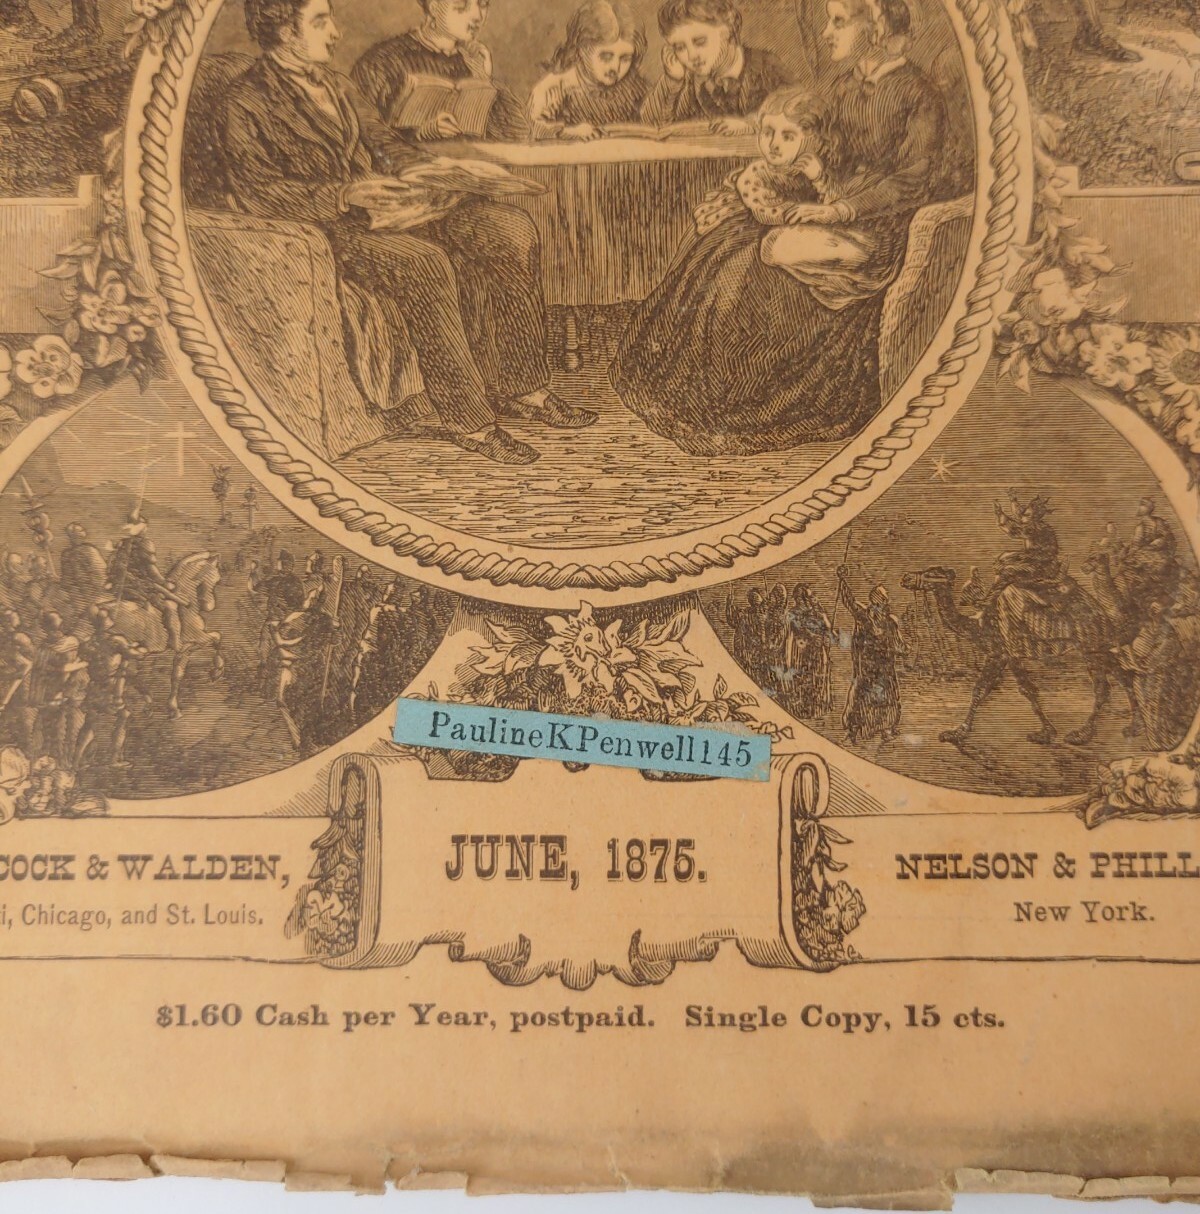 PaulineKPenwell145
JUNE, 1875.
COCK & WALDEN,
i, Chicago, and St. Louis.
NELSON & PHILL
New York.
$1.60 Cash per Year, postpaid. Single Copy, 15 cts.